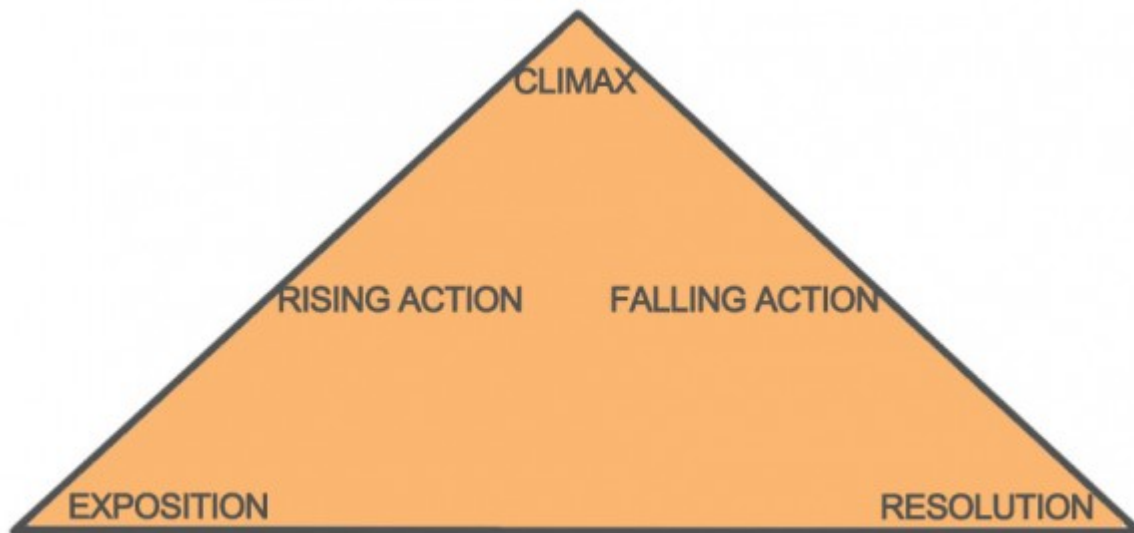 CLIMAX
RISING ACTION FALLING ACTION
EXPOSITION RESOLUTION